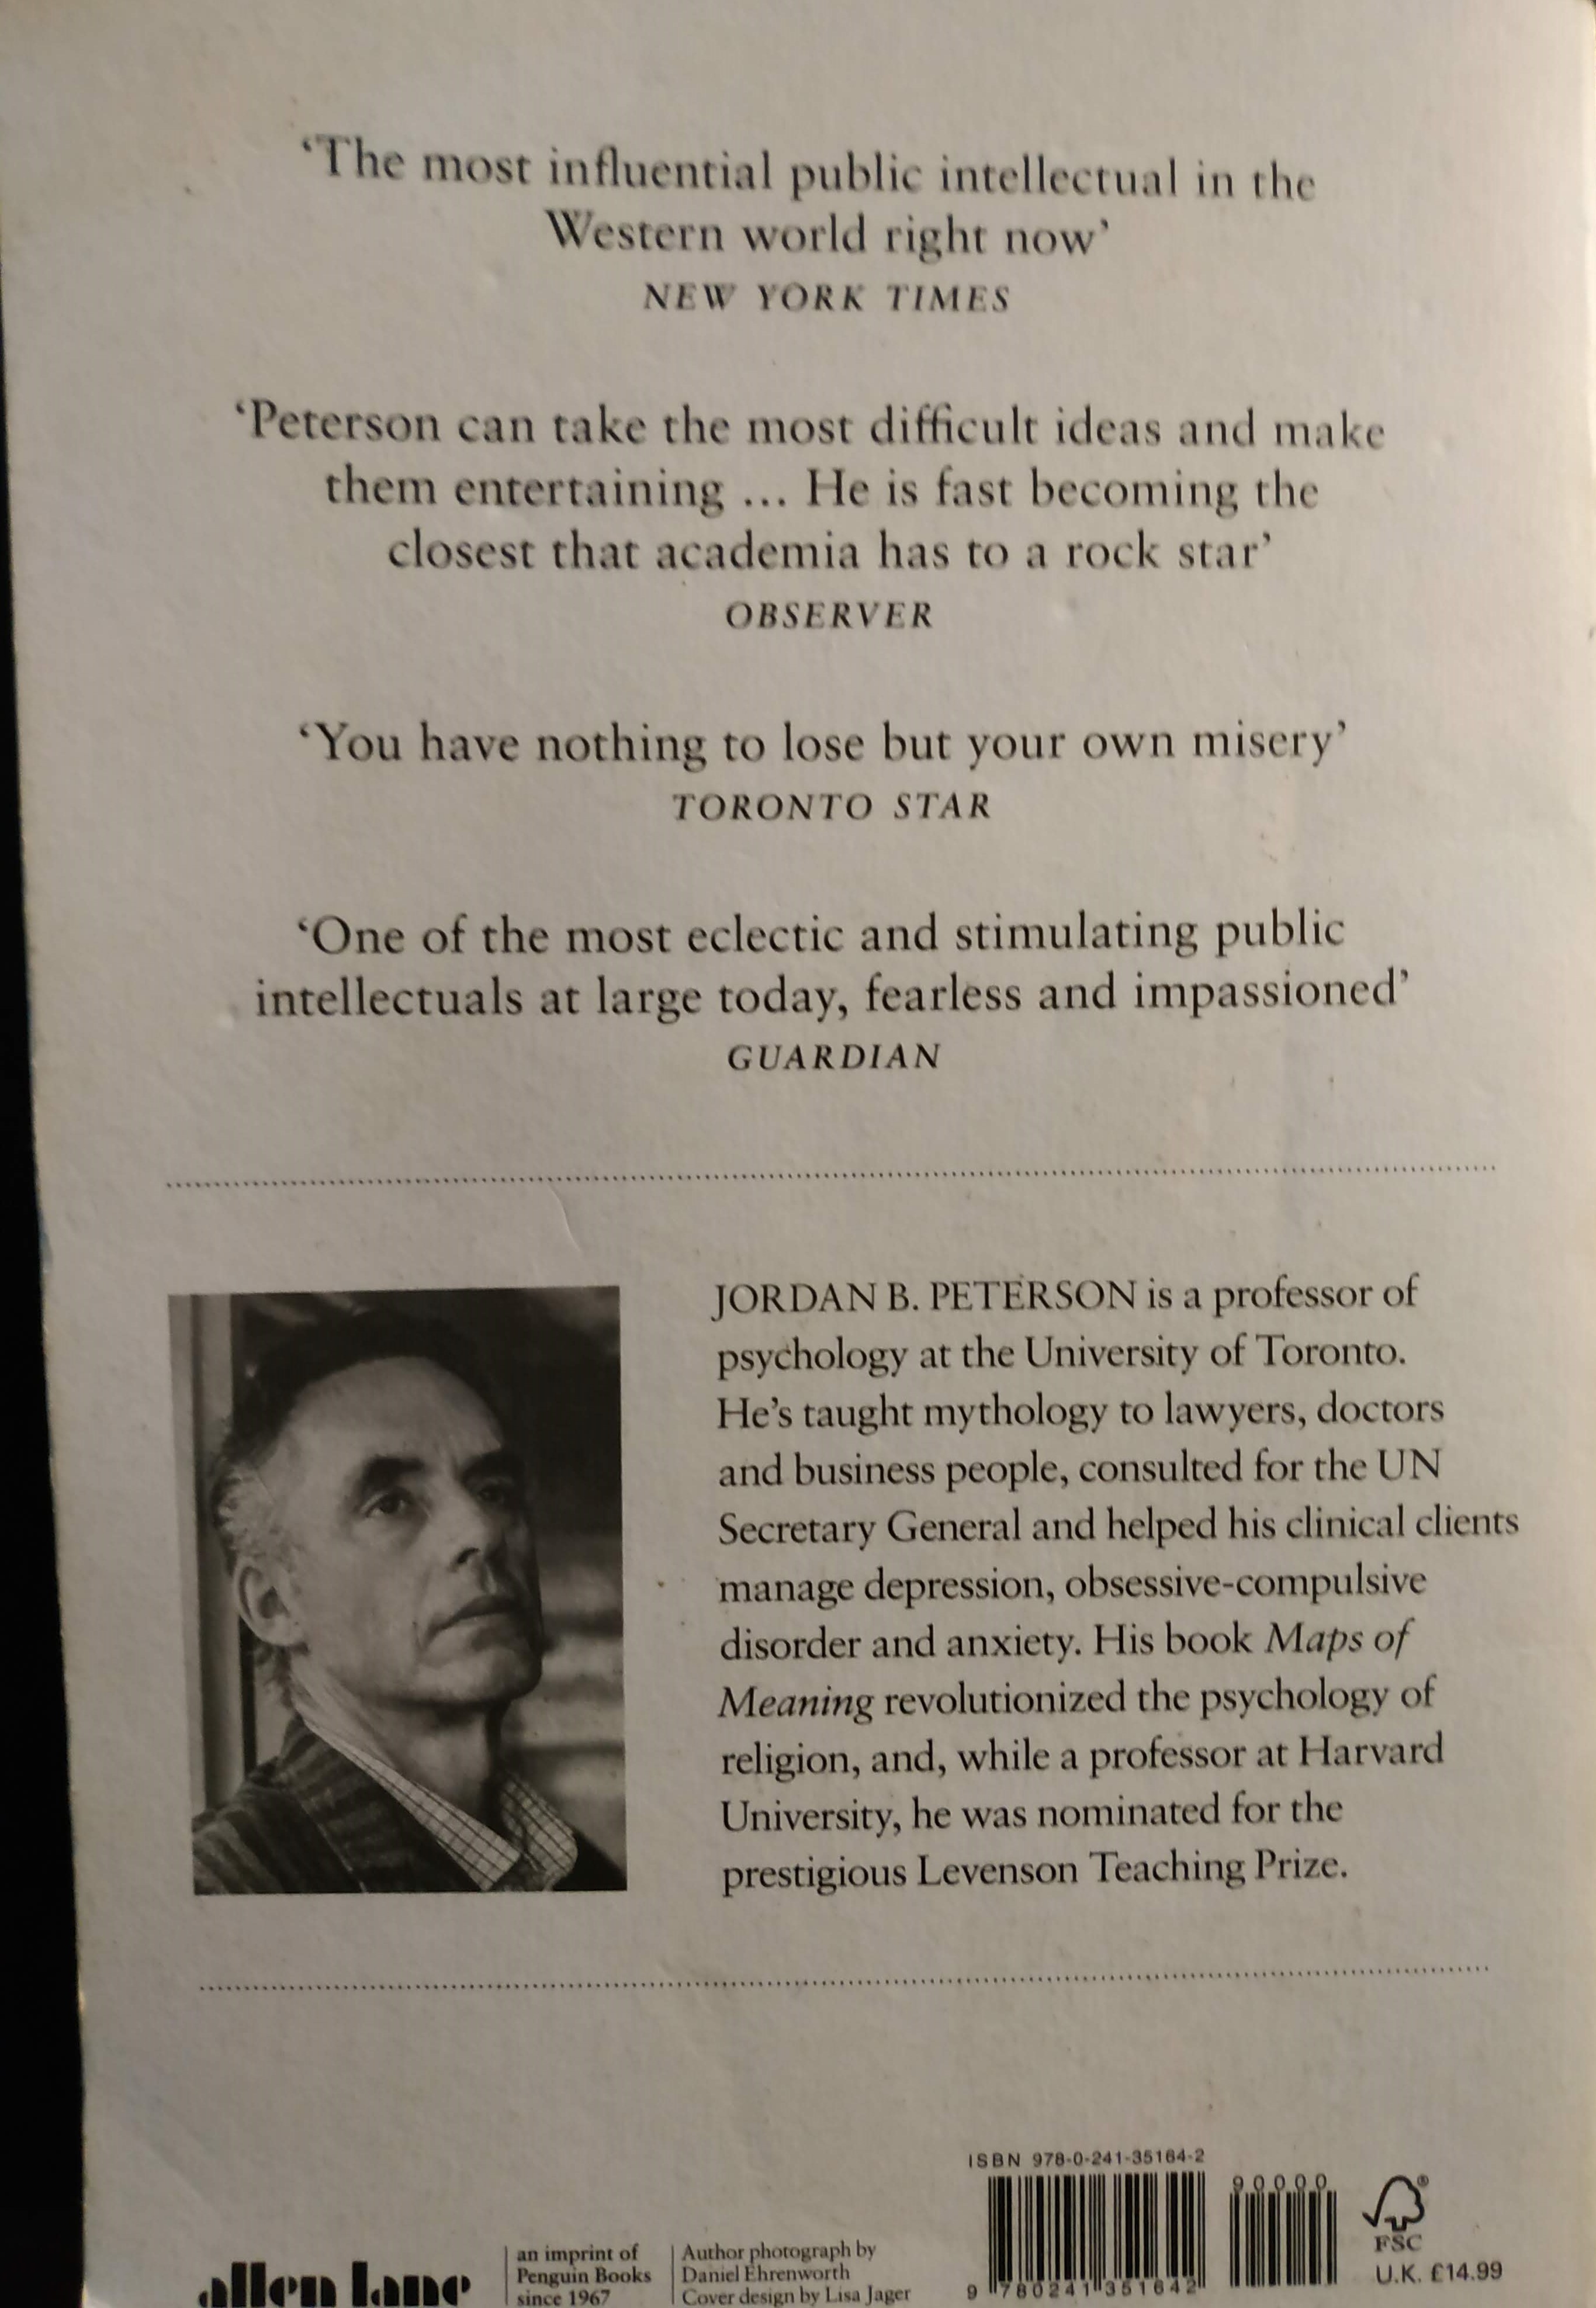 ‘The most influential public intellectual in the
Western world right now’
NEW YORK TIMES
‘Peterson can take the most difficult ideas and make
them entertaining ... He is fast becoming the
closest that academia has to a rock star’
OBSERVER
‘You have nothing to lose but your own misery’
TORONTO STAR
‘One of the most eclectic and stimulating public
intellectuals at large today, fearless and impassioned’
GUARDIAN
JORDAN B. PETERSON is a professor of
psychology at the University of Toronto.
He’s taught mythology to lawyers, doctors
and business people, consulted for the UN
Secretary General and helped his clinical clients
manage depression, obsessive-compulsive
disorder and anxiety. His book Maps of
Meaning revolutionized the psychology of
religion, and, while a professor at Harvard
University, he was nominated for the
prestigious Levenson Teaching Prize.
allen lane
an imprint of
Penguin Books
since 1967
Author photograph by
Daniel Ehrenworth
Cover design by Lisa Jager
ISBN 978-0-241-35164-2
90000
9 780241 351642
FSC
U.K. £14.99